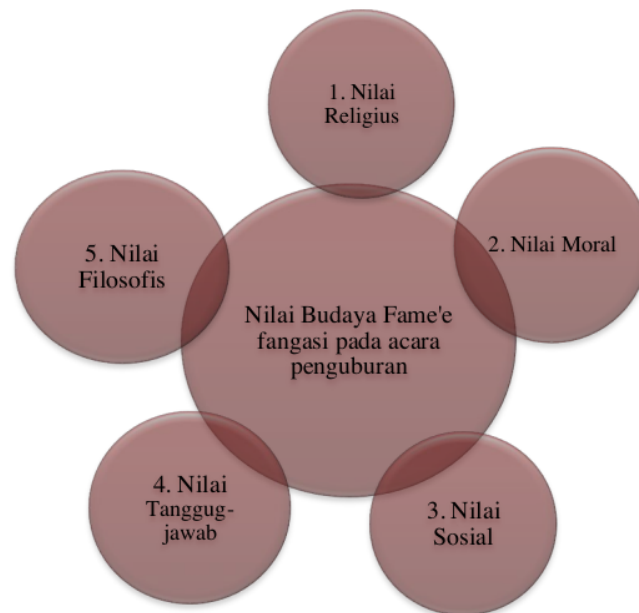 1. Nilai
Religius
2. Nilai Moral
5. Nilai
Filosofis
Nilai Budaya Fame'e
fangasi pada acara
penguburan
4. Nilai
Tanggug-
jawab
3. Nilai
Sosial